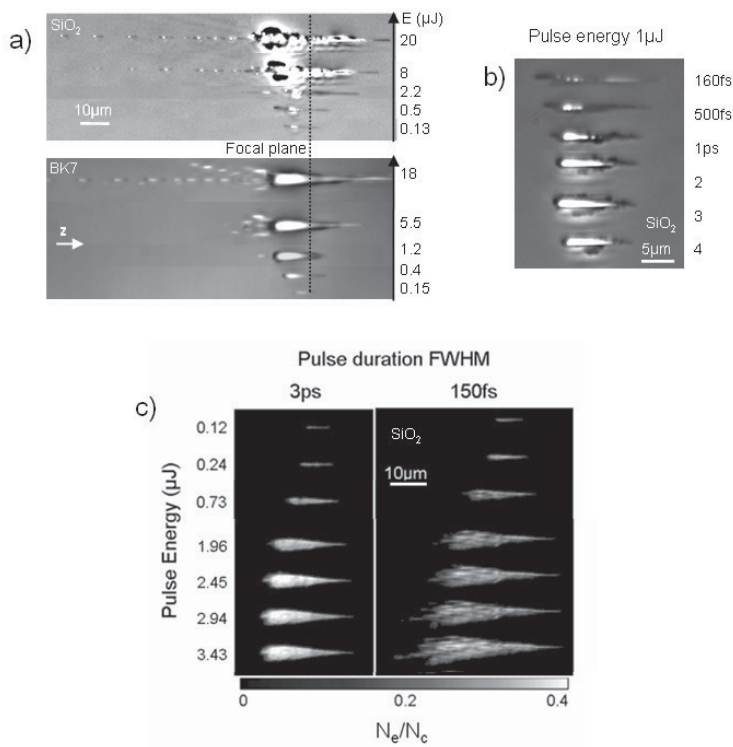 a)
SiO₂
E (µJ)
20
8
2.2
0.5
0.13
10µm
Focal plane
BK7
18
5.5
1.2
0.4
0.15
z
b)
Pulse energy 1µJ
160fs
500fs
1ps
2
3
4
SiO₂
5µm
c)
Pulse duration FWHM
3ps 150fs
Pulse Energy (µJ)
0.12
0.24
0.73
1.96
2.45
2.94
3.43
SiO₂
10µm
0 0.2 0.4
Nₑ/N꜀